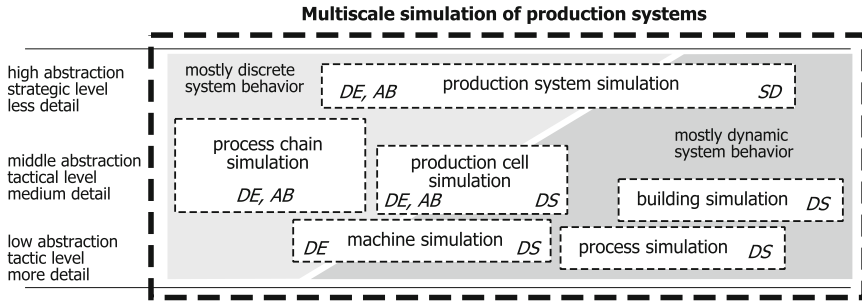 Multiscale simulation of production systems
high abstraction
strategic level
less detail
mostly discrete
system behavior
DE, AB production system simulation SD
middle abstraction
tactical level
medium detail
process chain
simulation
DE, AB
production cell
simulation
DE, AB DS
mostly dynamic
system behavior
building simulation DS
low abstraction
tactic level
more detail
DE machine simulation DS
process simulation DS